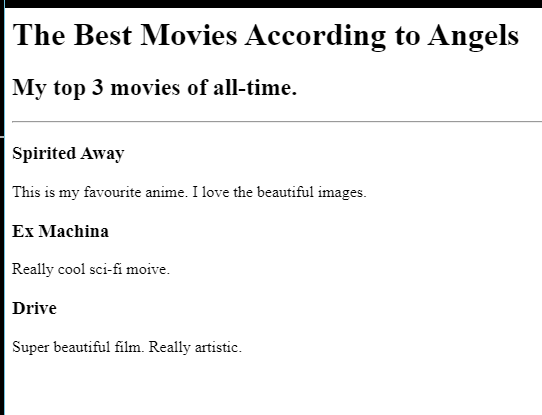 The Best Movies According to Angels
My top 3 movies of all-time.
Spirited Away
This is my favourite anime. I love the beautiful images.
Ex Machina
Really cool sci-fi moive.
Drive
Super beautiful film. Really artistic.